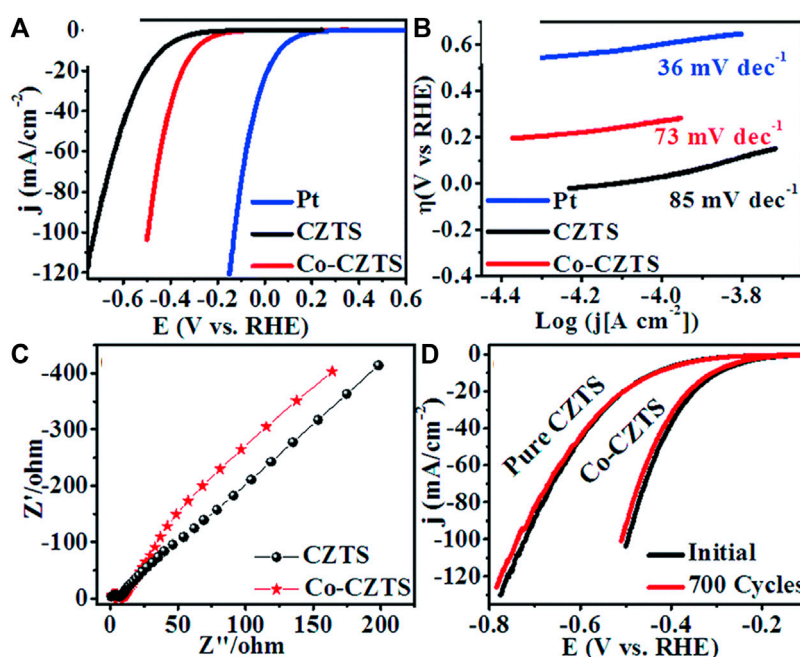 A
j (mA/cm⁻²)
0
-20
-40
-60
-80
-100
-120
Pt
CZTS
Co-CZTS
-0.6 -0.4 -0.2 0.0 0.2 0.4 0.6
E (V vs. RHE)
B
η(V vs RHE)
0.6
0.4
0.2
0.0
-0.2
0.4
36 mV dec⁻¹
73 mV dec⁻¹
85 mV dec⁻¹
Pt
CZTS
Co-CZTS
-4.4 -4.2 -4.0 -3.8
Log (j[A cm⁻²])
C
Z'/ohm
-400
-300
-200
-100
0
CZTS
Co-CZTS
0 50 100 150 200
Z''/ohm
D
j (mA/cm⁻²)
0
-20
-40
-60
-80
-100
-120
Pure CZTS
Co-CZTS
Initial
700 Cycles
-0.8 -0.6 -0.4 -0.2
E (V vs. RHE)